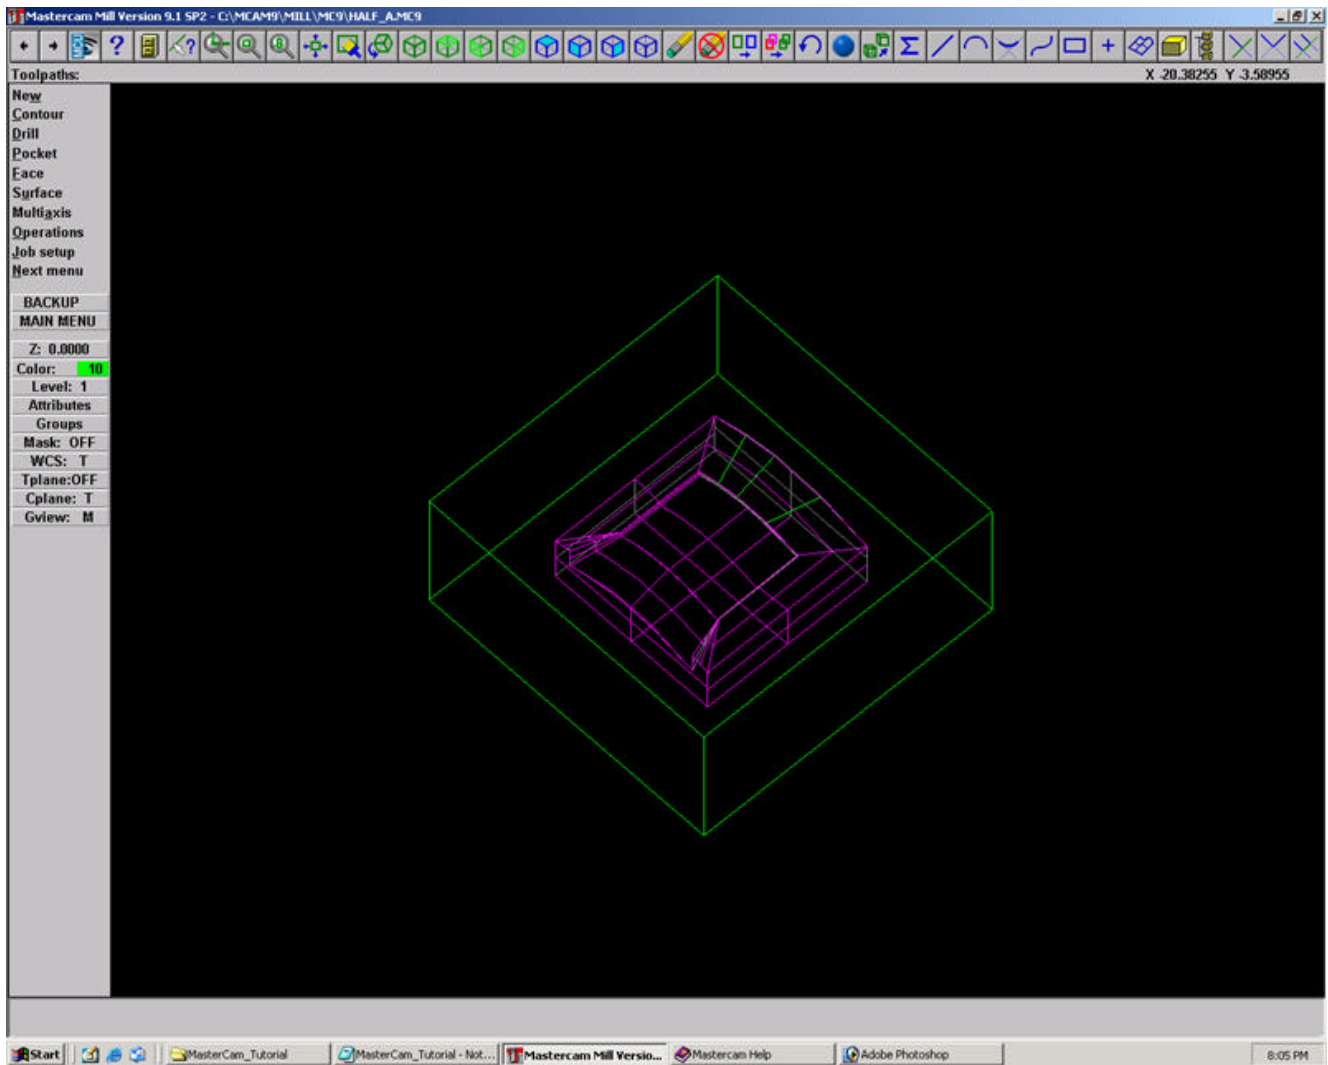 Mastercam Mill Version 9.1 SP2 - C:\MCAM9\MILL\MC9\HALF_A.MC9
Toolpaths:
X -20.38255 Y -3.58955
New
Contour
Drill
Pocket
Face
Surface
Multiaxis
Operations
Job setup
Next menu
BACKUP
MAIN MENU
Z: 0.0000
Color: 10
Level: 1
Attributes
Groups
Mask: OFF
WCS: T
Tplane:OFF
Cplane: T
Gview: M
Start
MasterCam_Tutorial
MasterCam_Tutorial - Not...
Mastercam Mill Versio...
Mastercam Help
Adobe Photoshop
8:05 PM